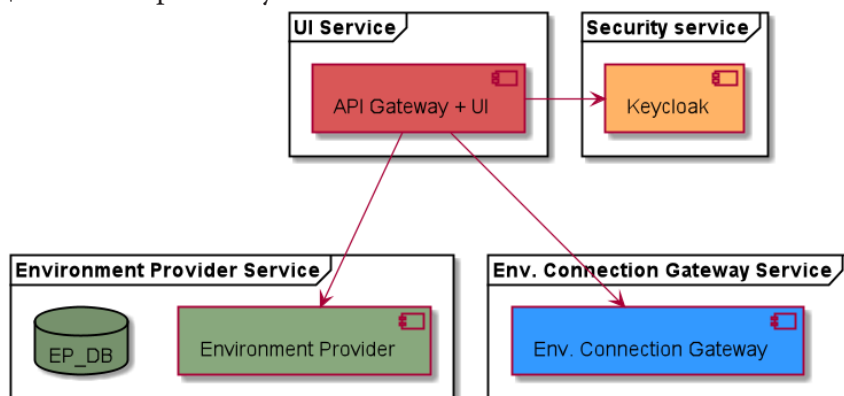 UI Service
Security service
API Gateway + UI
Keycloak
Environment Provider Service
Env. Connection Gateway Service
EP_DB
Environment Provider
Env. Connection Gateway